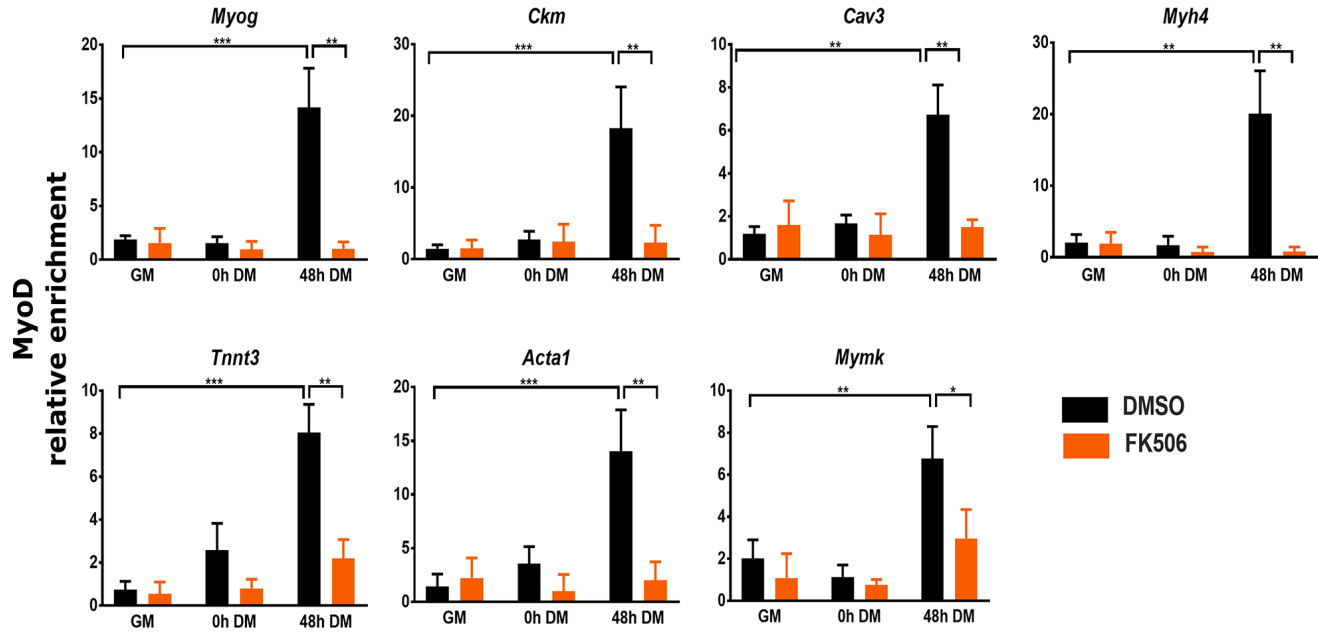 Myog
Ckm
Cav3
Myh4
20
15
10
5
0
*** **
GM 0h DM 48h DM
30
20
10
0
*** **
GM 0h DM 48h DM
10
8
6
4
2
0
** **
GM 0h DM 48h DM
30
20
10
0
** **
GM 0h DM 48h DM
MyoD
relative enrichment
Tnnt3
Acta1
Mymk
10
8
6
4
2
0
*** **
GM 0h DM 48h DM
20
15
10
5
0
*** **
GM 0h DM 48h DM
10
8
6
4
2
0
** *
GM 0h DM 48h DM
DMSO
FK506